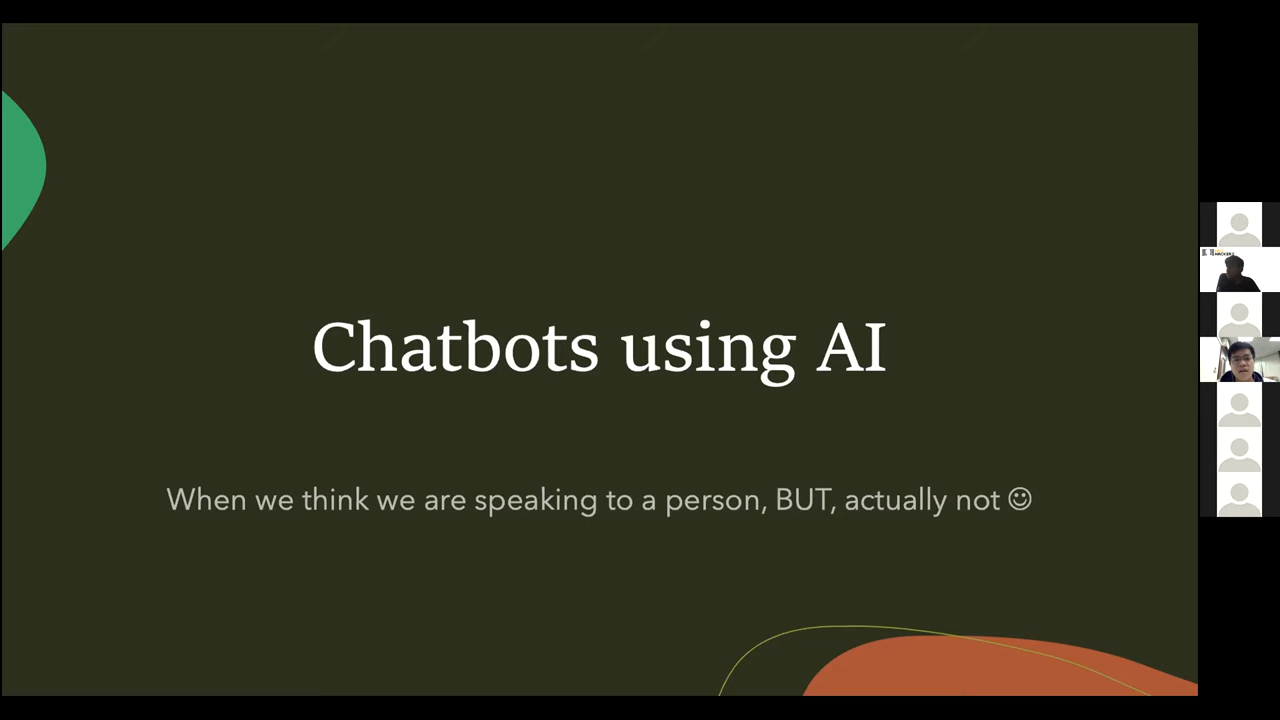 Chatbots using AI
When we think we are speaking to a person, BUT, actually not ☺